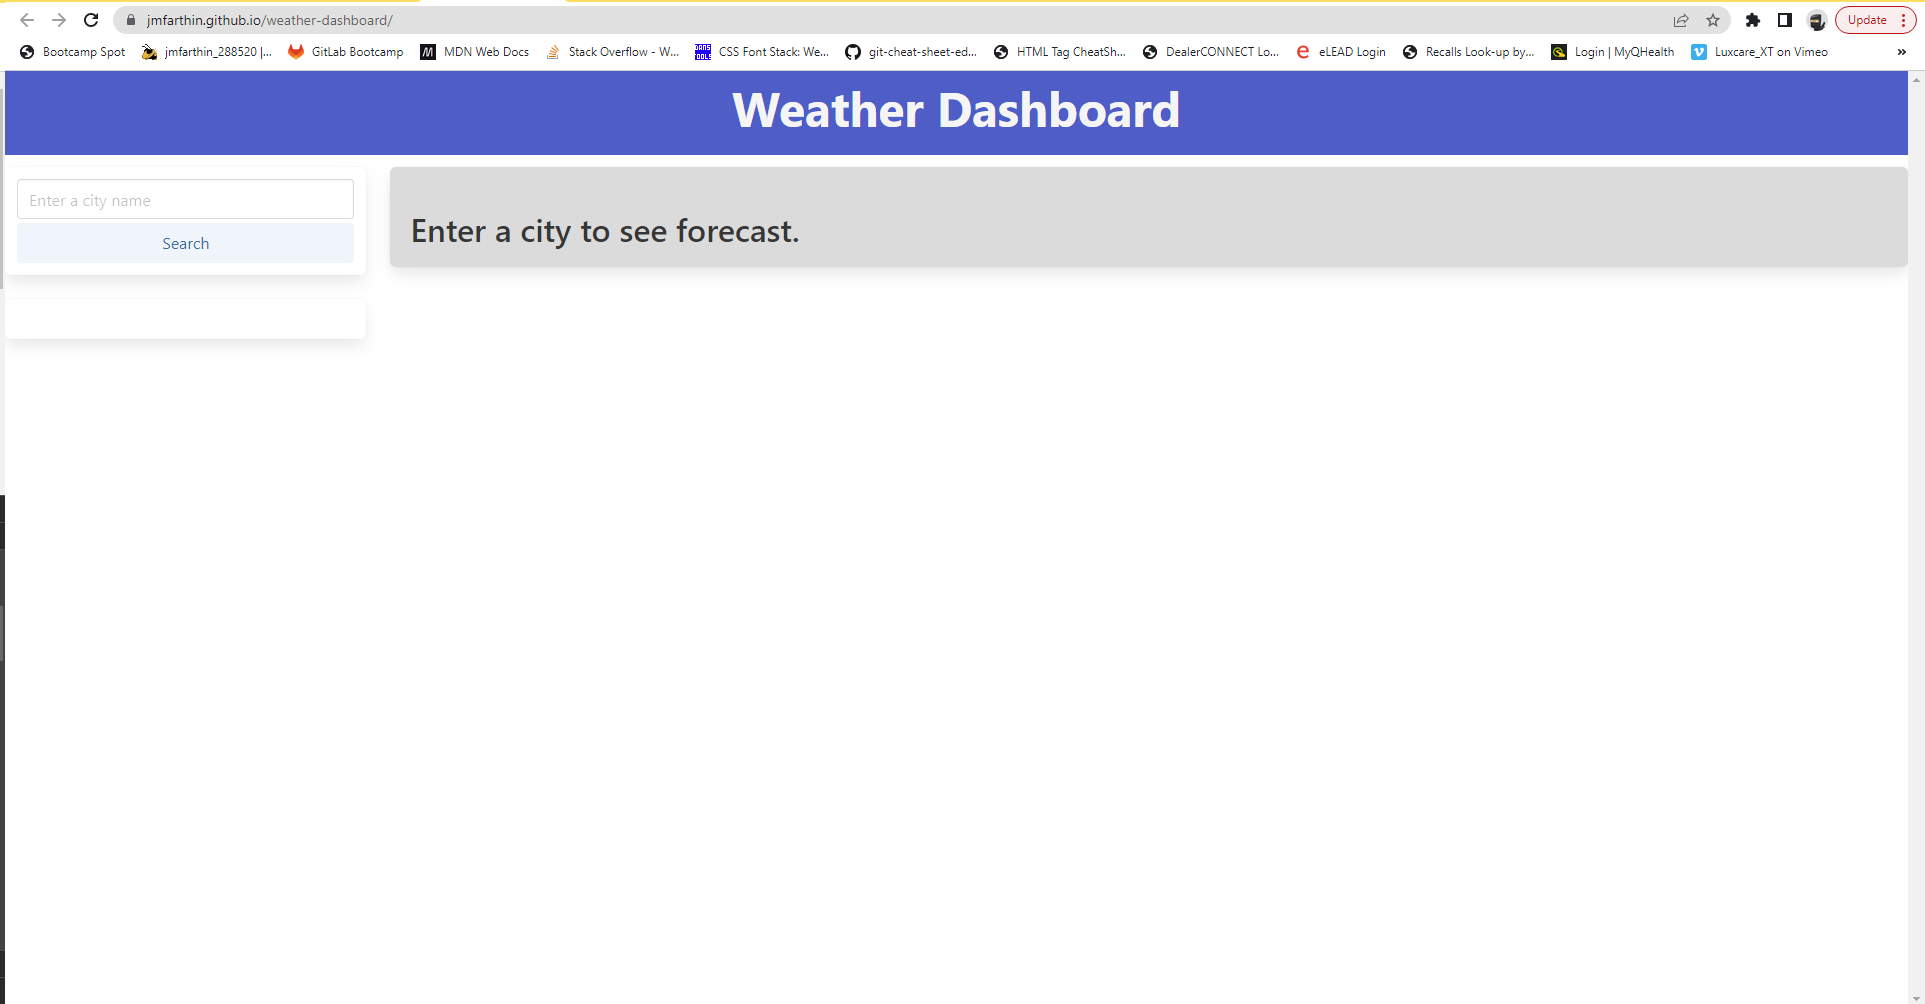 jmfarthin.github.io/weather-dashboard/
Update
Bootcamp Spot
jmfarthin_288520 |...
GitLab Bootcamp
MDN Web Docs
Stack Overflow - W...
DANS TOOLS
CSS Font Stack: We...
git-cheat-sheet-ed...
HTML Tag CheatSh...
DealerCONNECT Lo...
eLEAD Login
Recalls Look-up by...
Login | MyQHealth
Luxcare_XT on Vimeo
»
Weather Dashboard
Enter a city name
Search
Enter a city to see forecast.